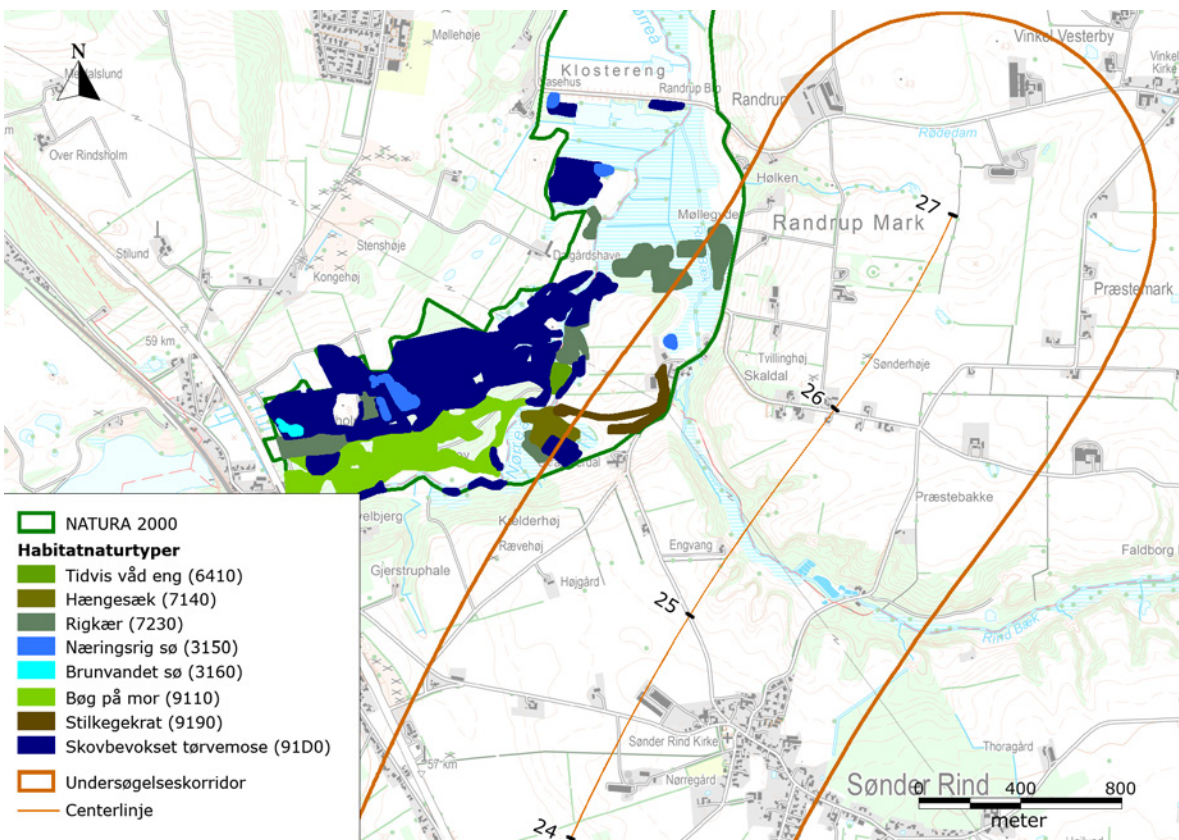 Møllehøje
Vinkel Vesterby
N
Klostereng
Vinkel
Kirke
Randrup Bro
Randrup
Over Rindsholm
Rødedam
Hølken
27
Møllegyde
Randrup Mark
Stilund
Stenshøje
Dalgårdshave
Kongehøj
Præstemark
59 km
Tvillinghøj
Sønderhøje
Skaldal
26
Præstebakke
NATURA 2000
Kjelderhøj
Habitatnaturtyper
Rævehøj
Engvang
Faldborg
Tidvis våd eng (6410)
Gjerstruphale
Højgård
Hængesæk (7140)
25
Rigkær (7230)
Rind Bæk
Næringsrig sø (3150)
Brunvandet sø (3160)
Bøg på mor (9110)
Stilkegekrat (9190)
Skovbevokset tørvemose (91D0)
Sønder Rind Kirke
Thoragård
57 km
Nørregård
Undersøgelseskorridor
Sønder Rind
Centerlinje
0 400 800
meter
24